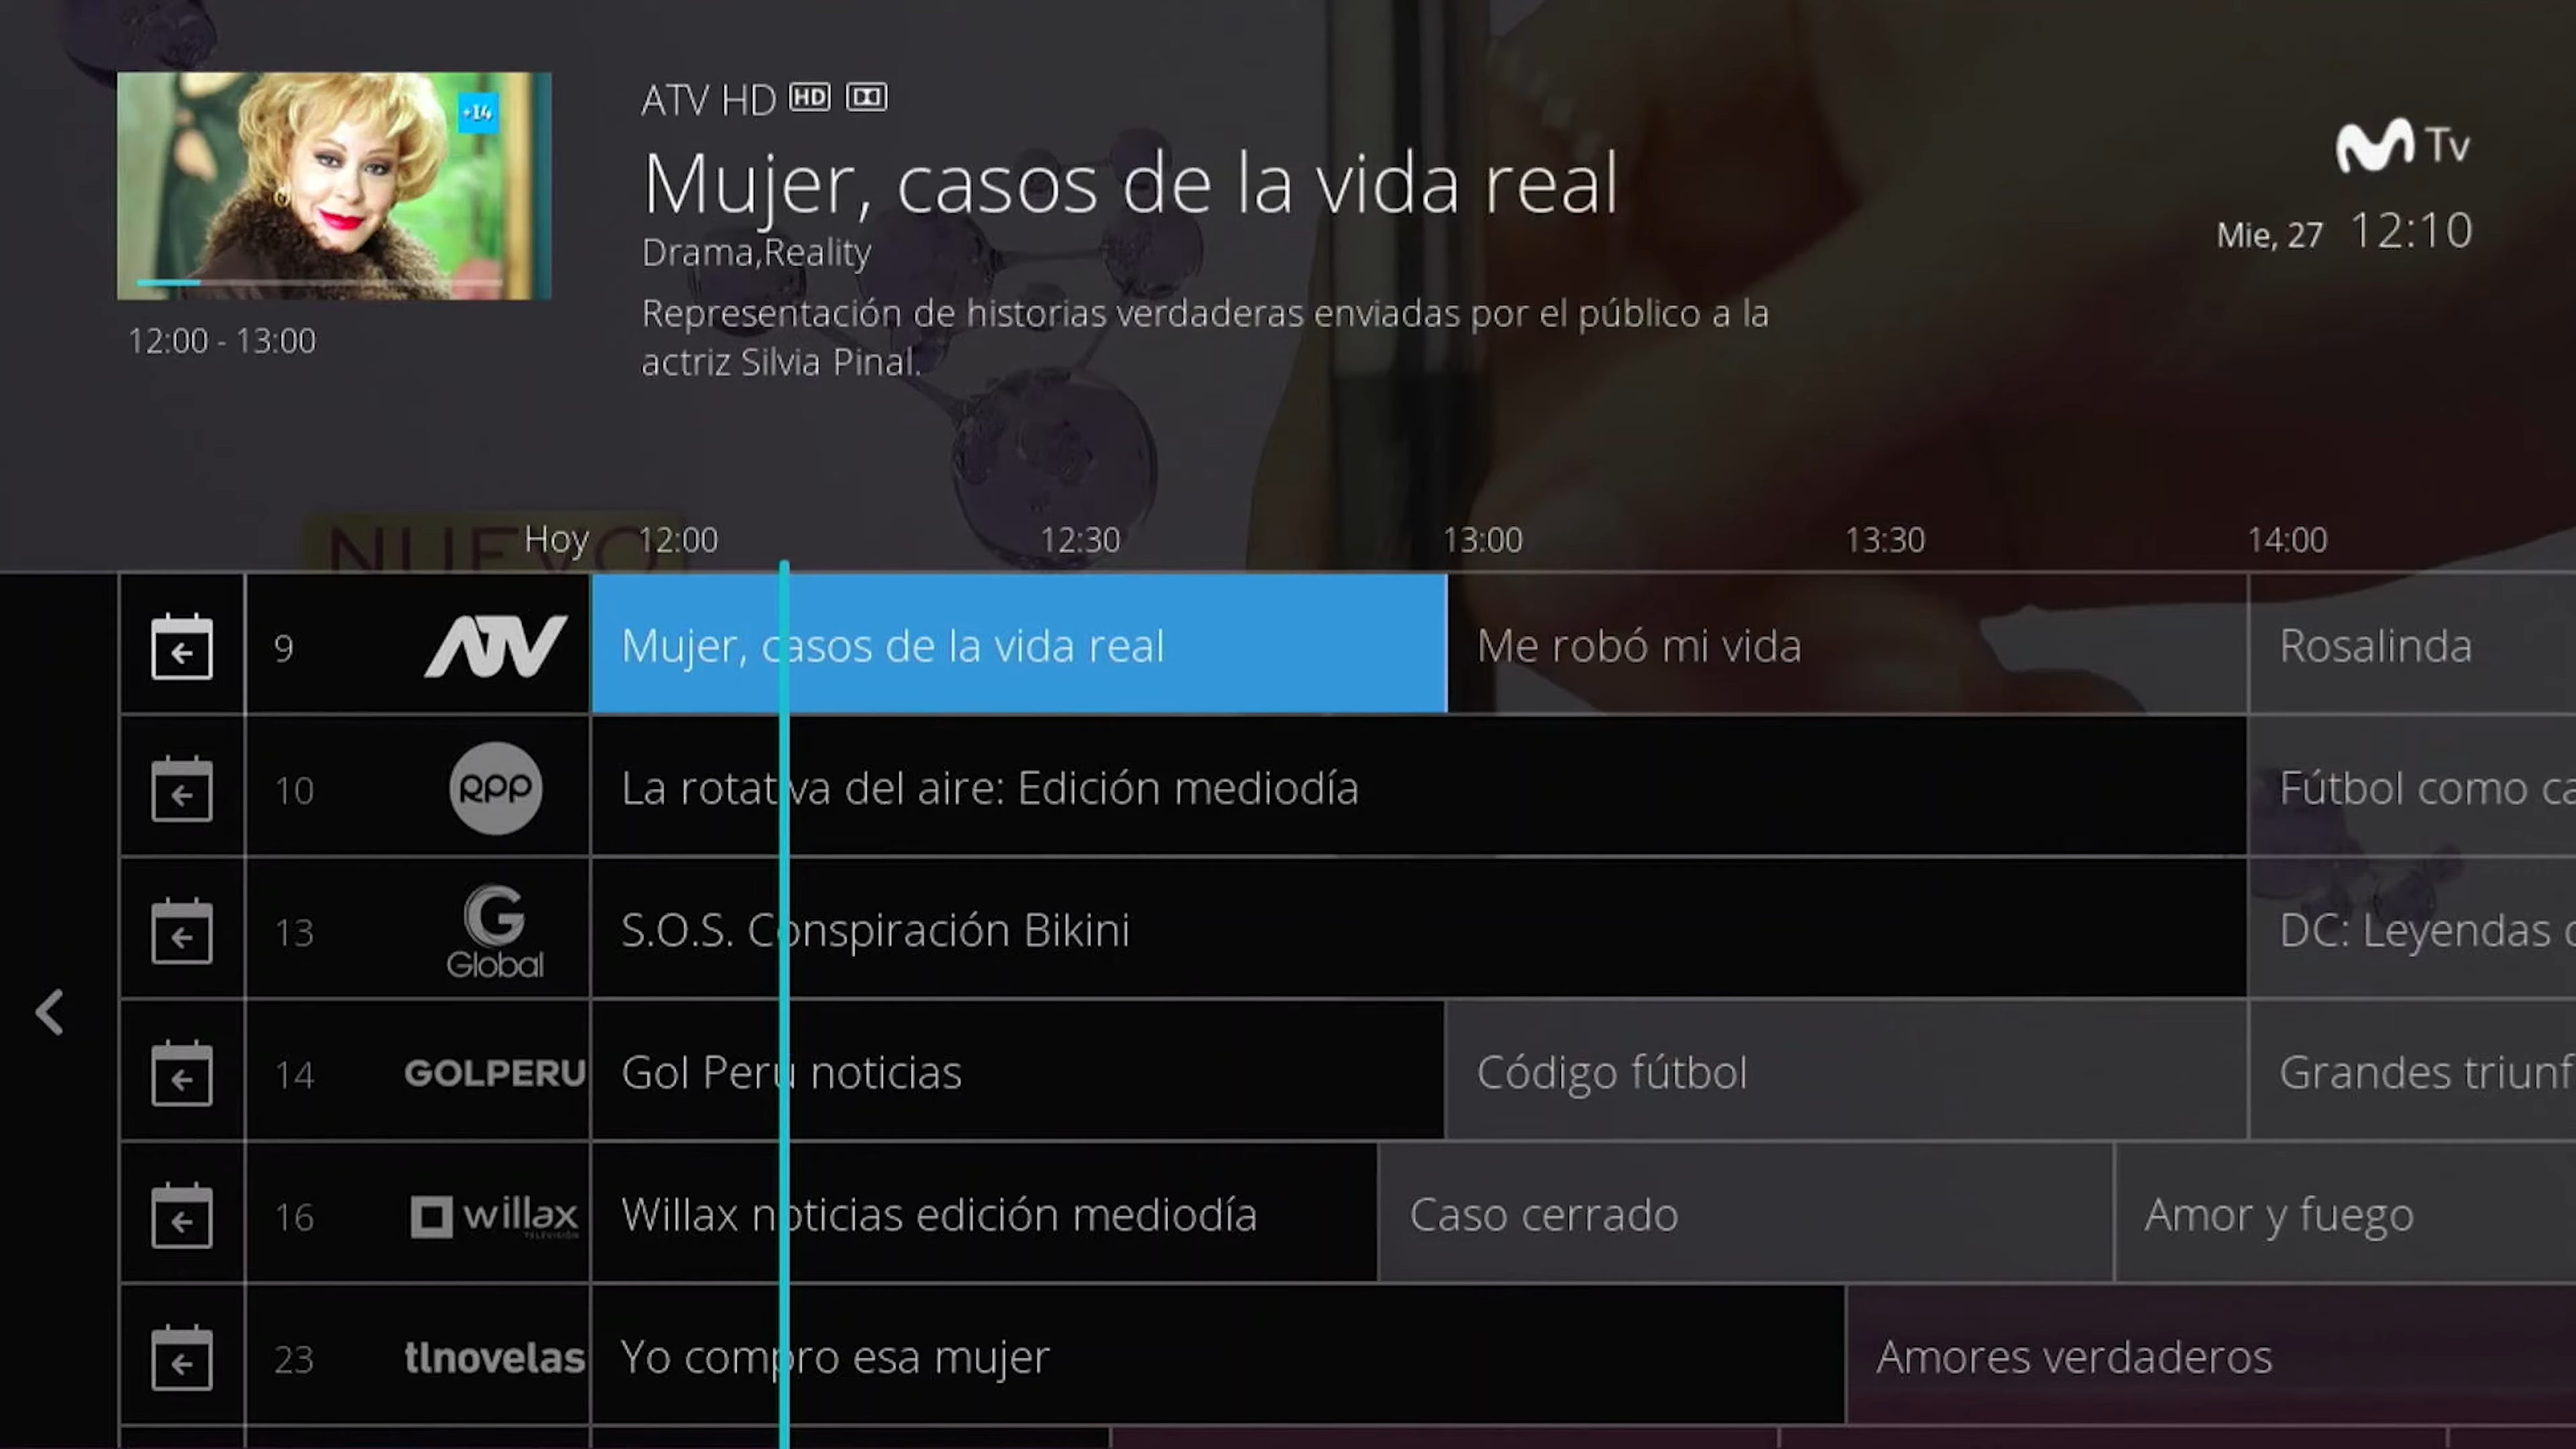 +14
ATV HD HD
Mujer, casos de la vida real
Drama,Reality
Representación de historias verdaderas enviadas por el público a la
actriz Silvia Pinal.
12:00 - 13:00
Tv
Mie, 27 12:10
NUEVO
Hoy 12:00 12:30 13:00 13:30 14:00
9 ATV Mujer, casos de la vida real Me robó mi vida Rosalinda
10 RPP La rotativa del aire: Edición mediodía Fútbol como ca
13 G Global S.O.S. Conspiración Bikini DC: Leyendas d
14 GOLPERU Gol Perú noticias Código fútbol Grandes triunf
16 willax TELEVISIÓN Willax noticias edición mediodía Caso cerrado Amor y fuego
23 tlnovelas Yo compro esa mujer Amores verdaderos